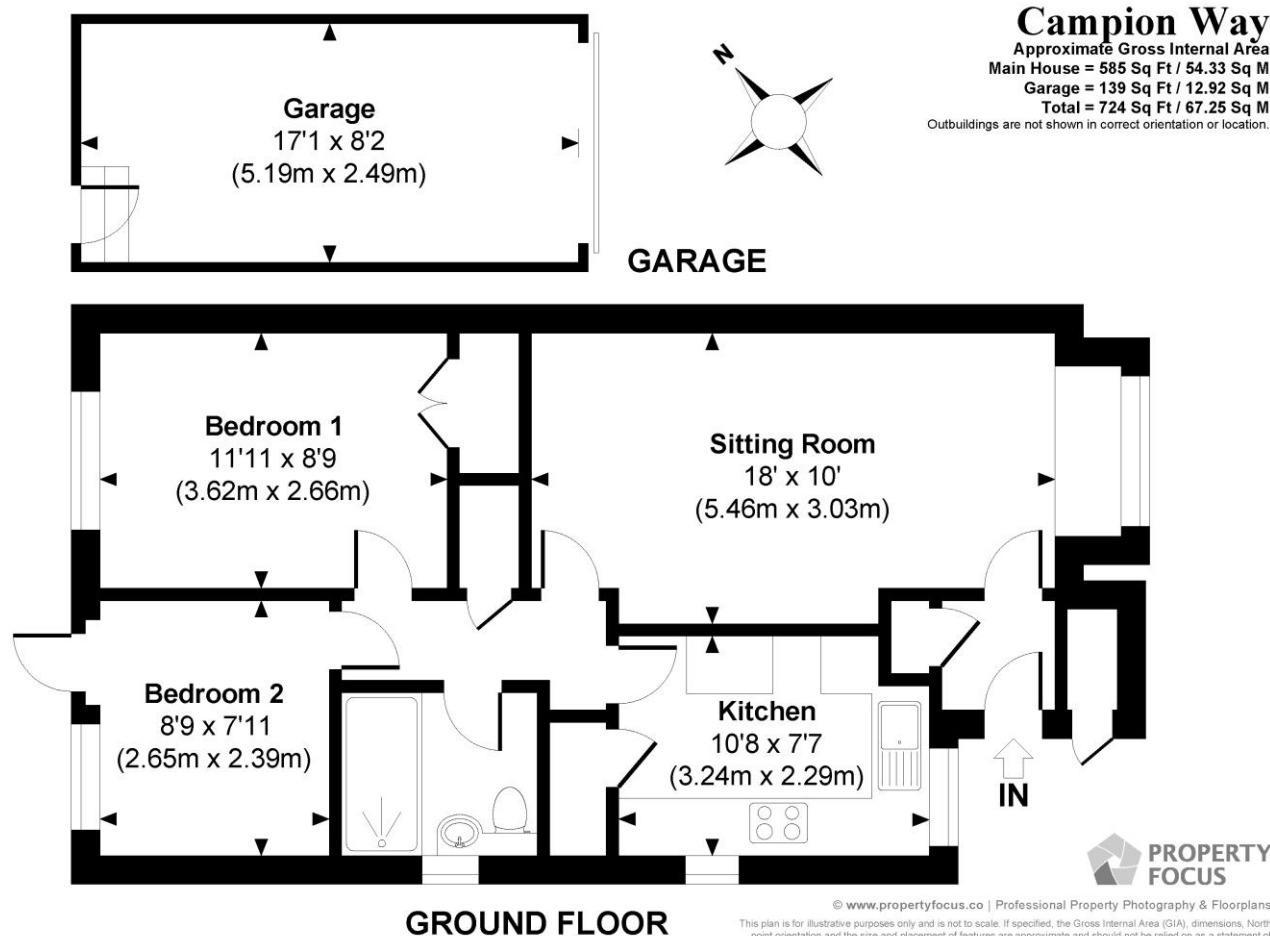 Campion Way
Approximate Gross Internal Area
Main House = 585 Sq Ft / 54.33 Sq M
Garage = 139 Sq Ft / 12.92 Sq M
Total = 724 Sq Ft / 67.25 Sq M
Outbuildings are not shown in correct orientation or location.
N
Garage
17'1 x 8'2
(5.19m x 2.49m)
GARAGE
Bedroom 1
11'11 x 8'9
(3.62m x 2.66m)
Sitting Room
18' x 10'
(5.46m x 3.03m)
Bedroom 2
8'9 x 7'11
(2.65m x 2.39m)
Kitchen
10'8 x 7'7
(3.24m x 2.29m)
IN
PROPERTY
FOCUS
GROUND FLOOR
© www.propertyfocus.co | Professional Property Photography & Floorplans
This plan is for illustrative purposes only and is not to scale. If specified, the Gross Internal Area (GIA), dimensions, North
point orientation and the size and placement of features are approximate and should not be relied on as a statement of